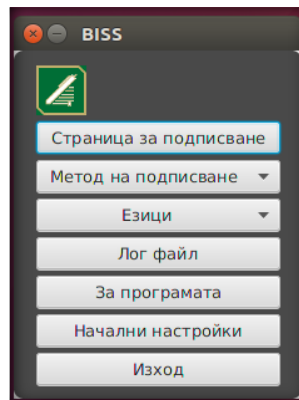 BISS
Страница за подписване
Метод на подписване
Езици
Лог файл
За програмата
Начални настройки
Изход